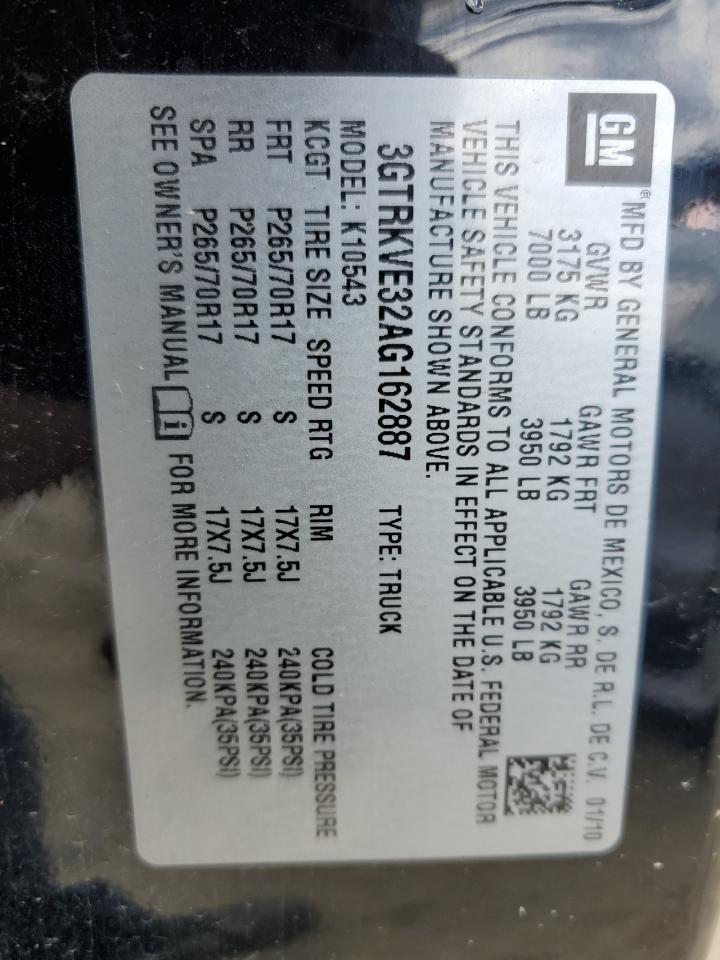 GM
® MFD BY GENERAL MOTORS DE MEXICO, S. DE R.L. DE C.V. 01/10
GVWR GAWR FRT GAWR RR
3175 KG 1792 KG 1792 KG
7000 LB 3950 LB 3950 LB
THIS VEHICLE CONFORMS TO ALL APPLICABLE U.S. FEDERAL MOTOR
VEHICLE SAFETY STANDARDS IN EFFECT ON THE DATE OF
MANUFACTURE SHOWN ABOVE.
3GTRKVE32AG162887 TYPE: TRUCK
MODEL: K10543
KCGT TIRE SIZE SPEED RTG RIM COLD TIRE PRESSURE
FRT P265/70R17 S 17X7.5J 240KPA(35PSI)
RR P265/70R17 S 17X7.5J 240KPA(35PSI)
SPA P265/70R17 S 17X7.5J 240KPA(35PSI)
SEE OWNER'S MANUAL FOR MORE INFORMATION.